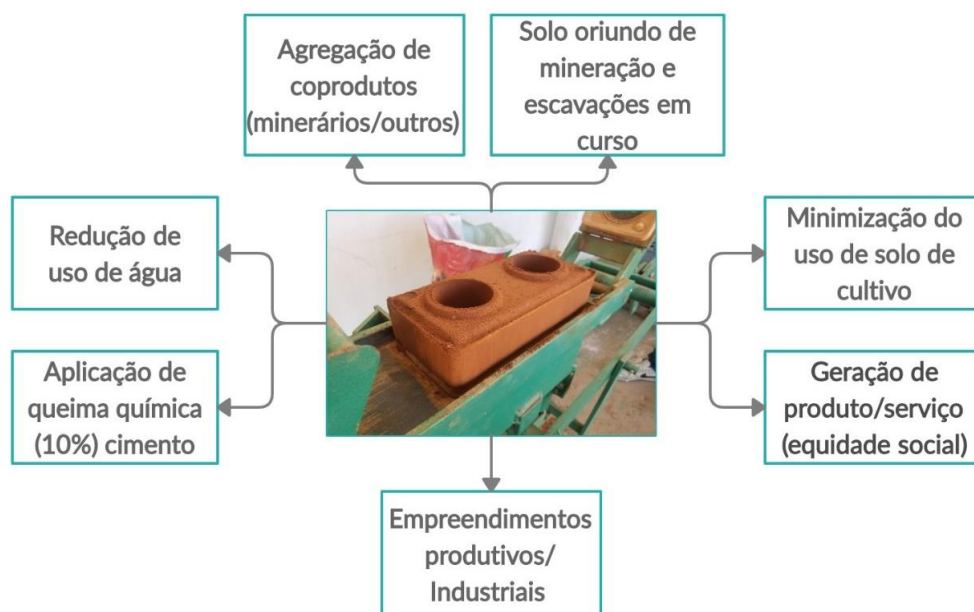 Agregação de
coprodutos
(minerários/outros)
Solo oriundo de
mineração e
escavações em
curso
Redução de
uso de água
Minimização do
uso de solo de
cultivo
Aplicação de
queima química
(10%) cimento
Geração de
produto/serviço
(equidade social)
Empreendimentos
produtivos/
Industriais